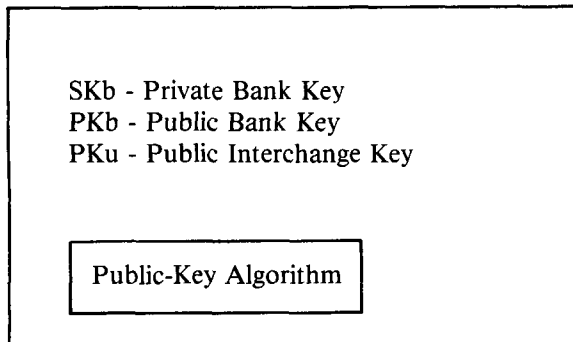 SKb - Private Bank Key
PKb - Public Bank Key
PKu - Public Interchange Key
Public-Key Algorithm